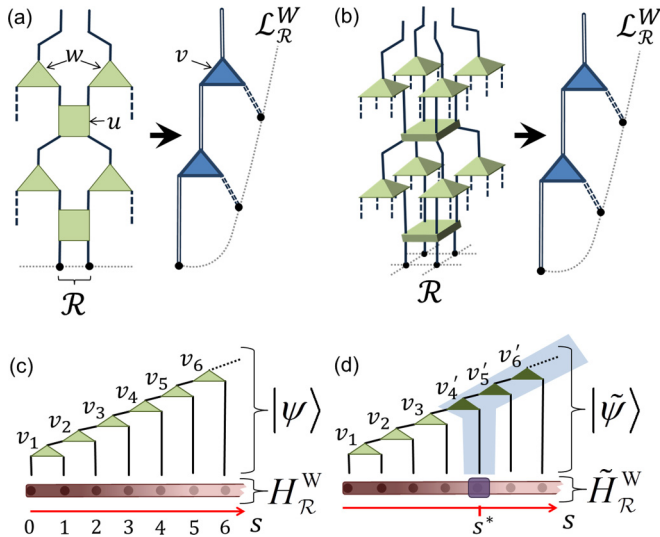 (a)
w
u
ℛ
v
ℒ_ℛ^W
(b)
ℛ
ℒ_ℛ^W
(c)
v₁
v₂
v₃
v₄
v₅
v₆
|ψ⟩
H_ℛ^W
0 1 2 3 4 5 6 s
(d)
v₁
v₂
v₃
v₄′
v₅′
v₆′
|ψ̃⟩
H̃_ℛ^W
s* s